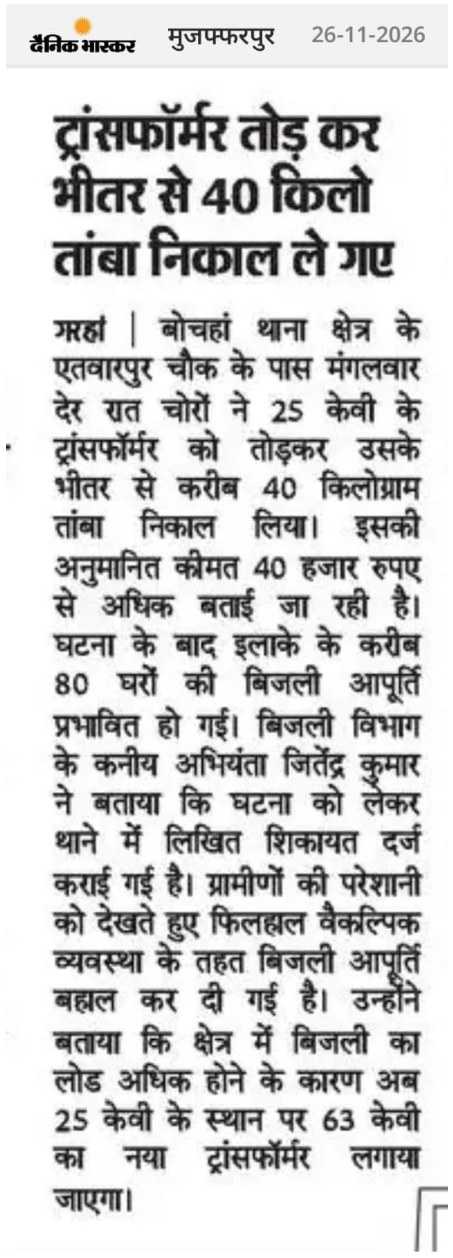 दैनिक भास्कर
मुजफ्फरपुर
26-11-2026
ट्रांसफॉर्मर तोड़ कर
भीतर से 40 किलो
तांबा निकाल ले गए
गरहां | बोचहां थाना क्षेत्र के
एतवारपुर चौक के पास मंगलवार
देर रात चोरों ने 25 केवी के
ट्रांसफॉर्मर को तोड़कर उसके
भीतर से करीब 40 किलोग्राम
तांबा निकाल लिया। इसकी
अनुमानित कीमत 40 हजार रुपए
से अधिक बताई जा रही है।
घटना के बाद इलाके के करीब
80 घरों की बिजली आपूर्ति
प्रभावित हो गई। बिजली विभाग
के कनीय अभियंता जितेंद्र कुमार
ने बताया कि घटना को लेकर
थाने में लिखित शिकायत दर्ज
कराई गई है। ग्रामीणों की परेशानी
को देखते हुए फिलहाल वैकल्पिक
व्यवस्था के तहत बिजली आपूर्ति
बहाल कर दी गई है। उन्होंने
बताया कि क्षेत्र में बिजली का
लोड अधिक होने के कारण अब
25 केवी के स्थान पर 63 केवी
का नया ट्रांसफॉर्मर लगाया
जाएगा।